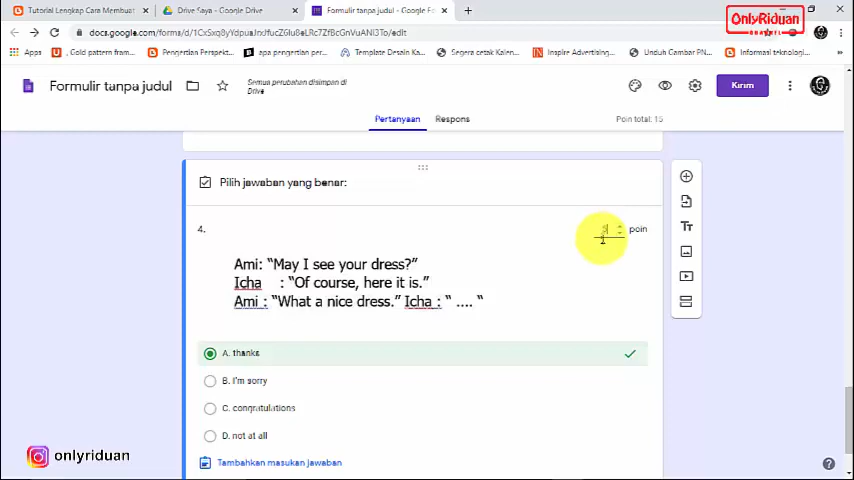 Tutorial Lengkap Cara Membuat
Drive Saya - Google Drive
Formulir tanpa judul - Google Fo
OnlyRiduan
docs.google.com/forms/d/
/edit
Apps
, Gold pattern fram...
Pengertian Perspekt...
apa pengertian per...
Template Desain Ka...
Segera cetak Kalen...
Inspire Advertising...
Unduh Gambar PN...
Informasi teknologi...
Formulir tanpa judul
Semua perubahan disimpan di
Drive
Kirim
Pertanyaan
Respons
Poin total: 15
Pilih jawaban yang benar:
4.
poin
Ami: “May I see your dress?”
Icha : “Of course, here it is.”
Ami : “What a nice dress.” Icha : “ .... “
A. thanks
B. I'm sorry
C. congratulations
D. not at all
Tambahkan masukan jawaban
onlyriduan